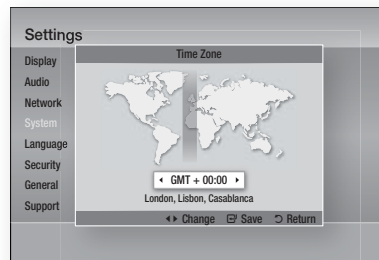 Settings
Time Zone
Display
Audio
Network
System
Language
Security
General
Support
GMT + 00:00
London, Lisbon, Casablanca
Change Save Return